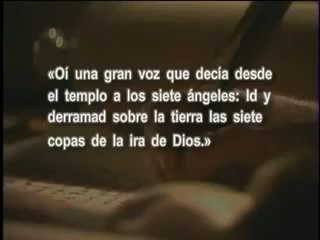 «Oí una gran voz que decía desde
el templo a los siete ángeles: Id y
derramad sobre la tierra las siete
copas de la ira de Dios.»